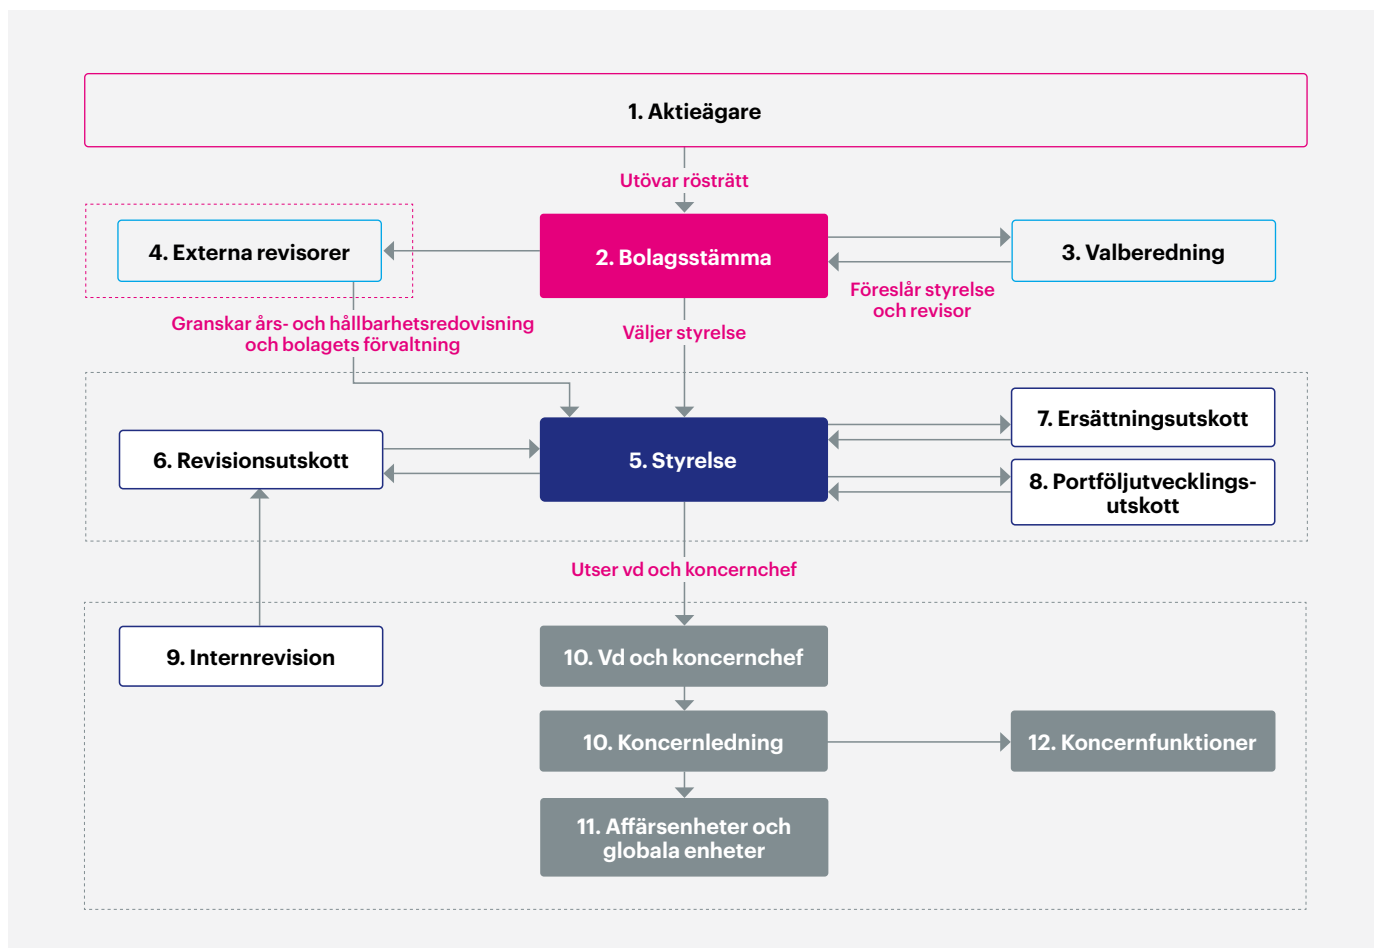 1. Aktieägare
Utövar rösträtt
4. Externa revisorer
2. Bolagsstämma
3. Valberedning
Föreslår styrelse
och revisor
Granskar års- och hållbarhetsredovisning
och bolagets förvaltning
Väljer styrelse
6. Revisionsutskott
5. Styrelse
7. Ersättningsutskott
8. Portföljutvecklings-
utskott
Utser vd och koncernchef
9. Internrevision
10. Vd och koncernchef
10. Koncernledning
12. Koncernfunktioner
11. Affärsenheter och
globala enheter